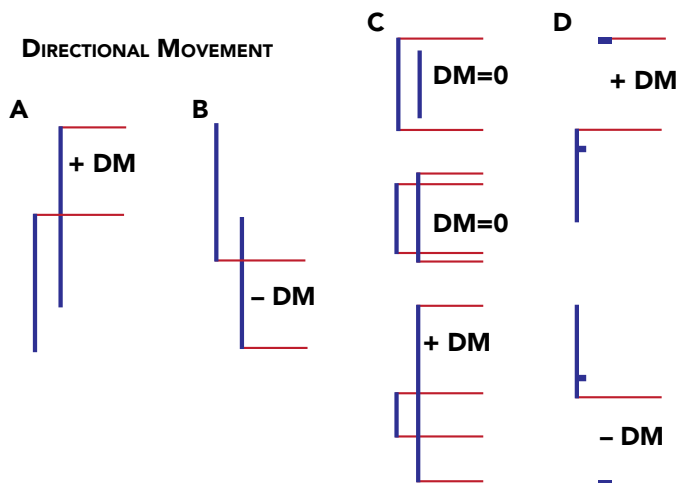 DIRECTIONAL MOVEMENT
A
+ DM
B
– DM
C
DM=0
DM=0
+ DM
D
+ DM
– DM